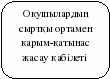 Оқушылардың
сыртқы ортамен
қарым-қатынас
жасау қабілеті